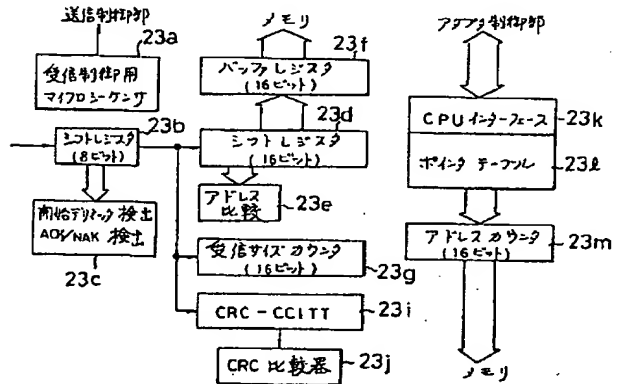 送信制御部
23a
受信制御用
マイクロシーケンサ
23b
シフトレジスタ
(8ビット)
開始デリミッタ 検出
ACK/NAK 検出
23c
メモリ
23f
バッファレジスタ
(16ビット)
23d
シフトレジスタ
(16ビット)
アドレス
比較
23e
受信サイズカウンタ
(16ビット)
23g
CRC-CCITT
23i
CRC 比較器
23j
アダプタ制御部
CPUインターフェース
23k
ポインタ テーブル
23l
アドレスカウンタ
(16ビット)
23m
メモリ